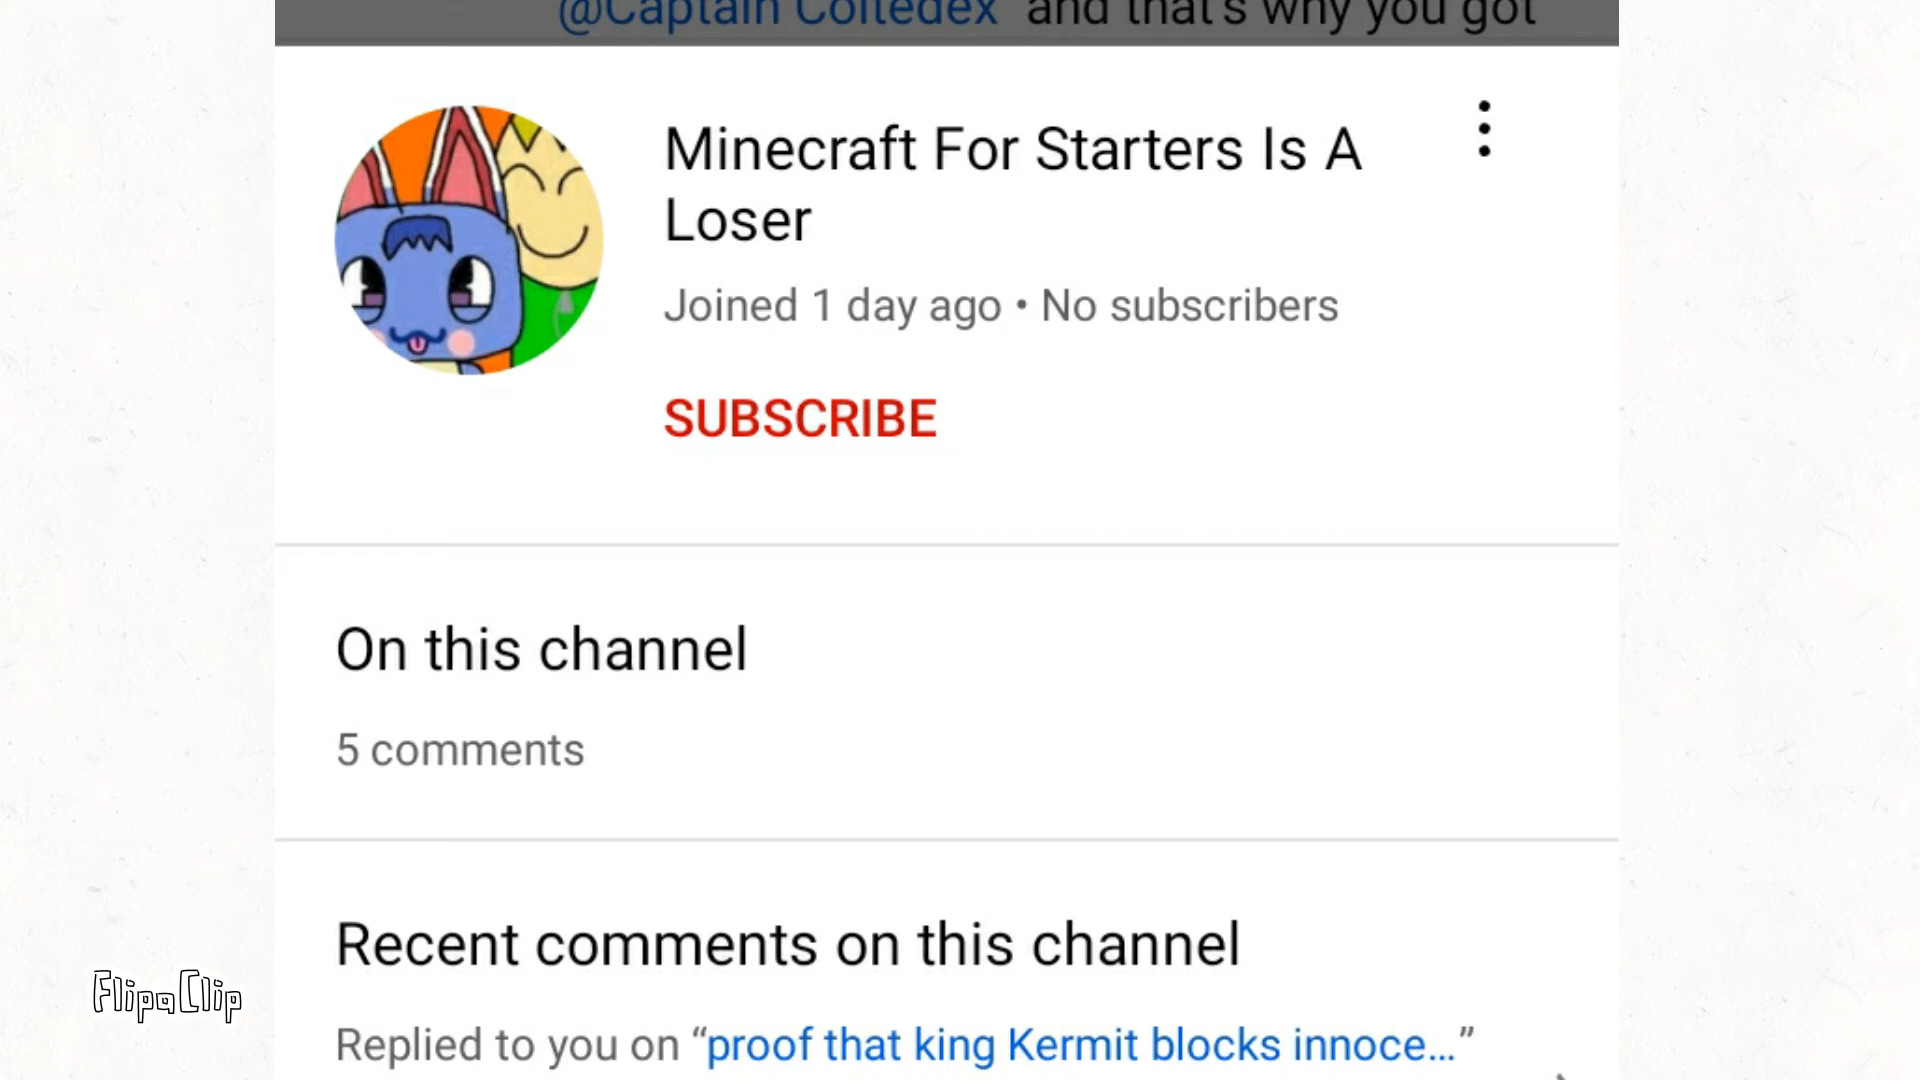 @Captain Coltedex and that's why you got
Minecraft For Starters Is A
Loser
Joined 1 day ago • No subscribers
SUBSCRIBE
On this channel
5 comments
Recent comments on this channel
FlipaClip
Replied to you on “proof that king Kermit blocks innoce...”